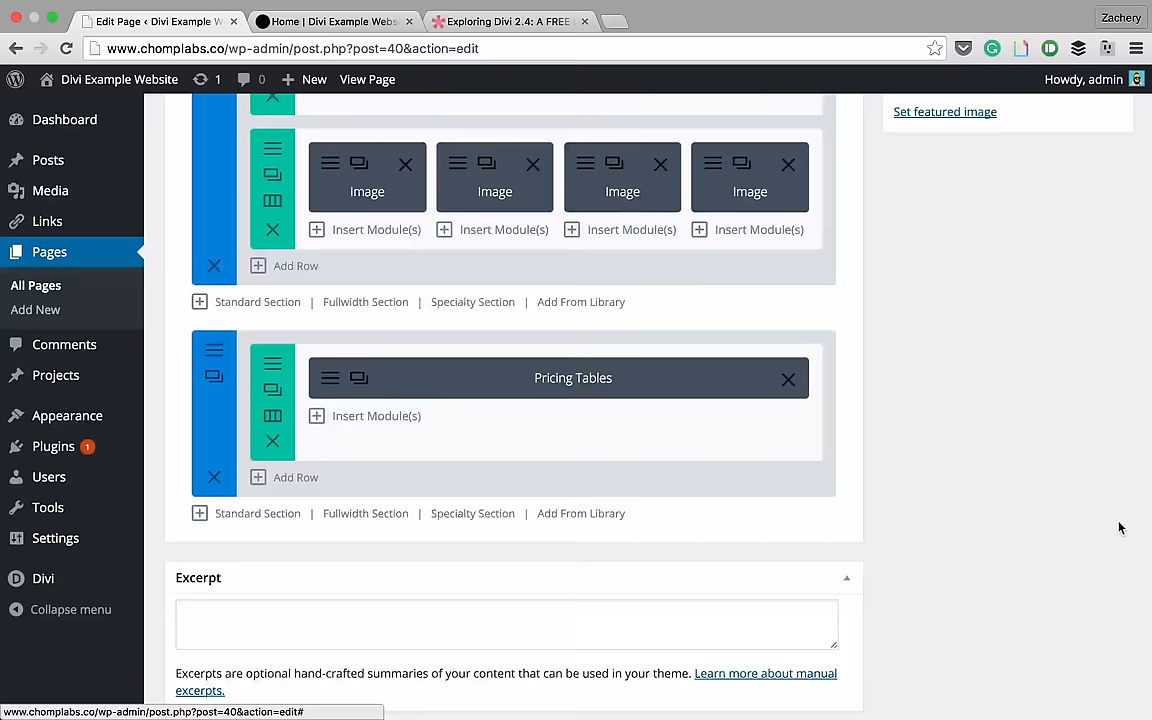 Edit Page ‹ Divi Example W
Home | Divi Example Webs
Exploring Divi 2.4: A FREE
Zachery
www.chomplabs.co/wp-admin/post.php?post=40&action=edit
Divi Example Website
1
0
New
View Page
Howdy, admin
Dashboard
Posts
Media
Links
Pages
All Pages
Add New
Comments
Projects
Appearance
Plugins 1
Users
Tools
Settings
Divi
Collapse menu
Set featured image
Image
Image
Image
Image
Insert Module(s)
Insert Module(s)
Insert Module(s)
Insert Module(s)
Add Row
Standard Section | Fullwidth Section | Specialty Section | Add From Library
Pricing Tables
Insert Module(s)
Add Row
Standard Section | Fullwidth Section | Specialty Section | Add From Library
Excerpt
Excerpts are optional hand-crafted summaries of your content that can be used in your theme. Learn more about manual
excerpts.
www.chomplabs.co/wp-admin/post.php?post=40&action=edit#